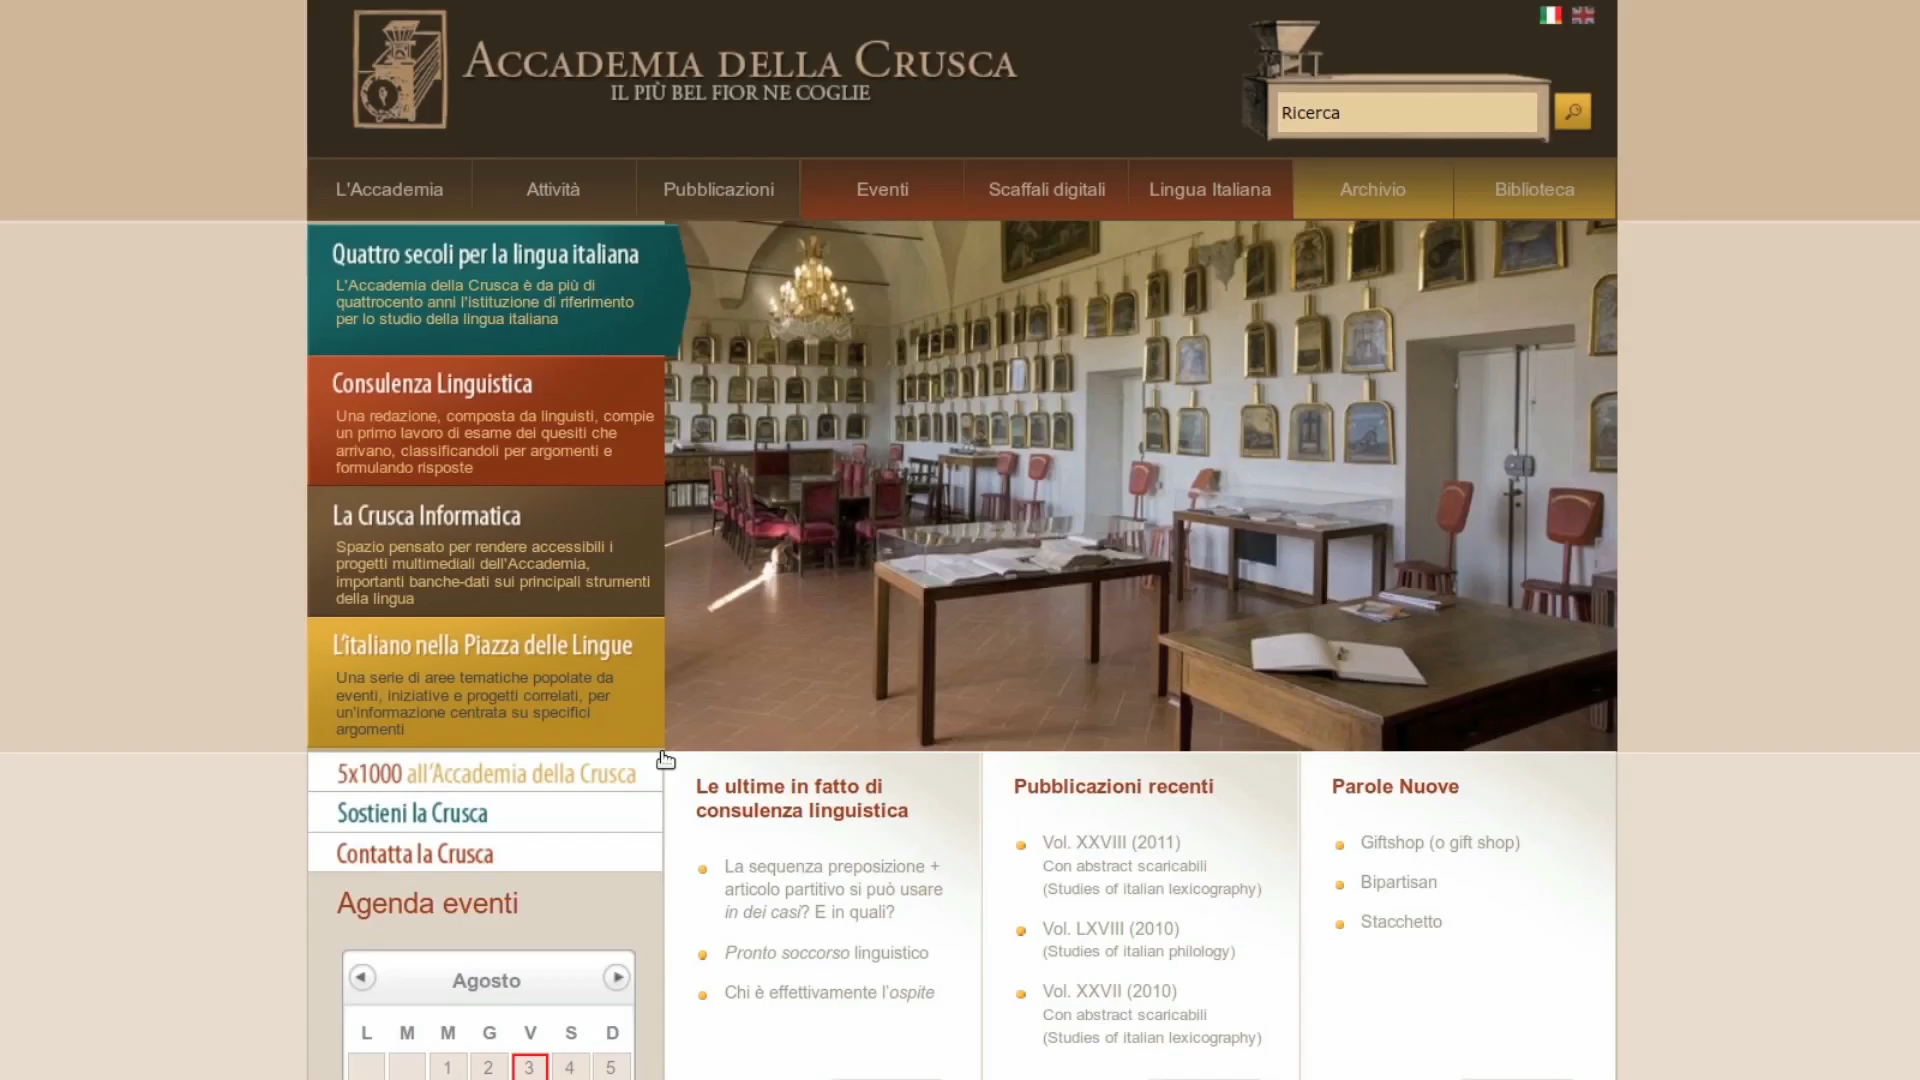 ACCADEMIA DELLA CRUSCA
IL PIÙ BEL FIOR NE COGLIE
Ricerca
L'Accademia
Attività
Pubblicazioni
Eventi
Scaffali digitali
Lingua Italiana
Archivio
Biblioteca
Quattro secoli per la lingua italiana
L'Accademia della Crusca è da più di
quattrocento anni l'istituzione di riferimento
per lo studio della lingua italiana
Consulenza Linguistica
Una redazione, composta da linguisti, compie
un primo lavoro di esame dei quesiti che
arrivano, classificandoli per argomenti e
formulando risposte
La Crusca Informatica
Spazio pensato per rendere accessibili i
progetti multimediali dell'Accademia,
importanti banche-dati sui principali strumenti
della lingua
L'italiano nella Piazza delle Lingue
Una serie di aree tematiche popolate da
eventi, iniziative e progetti correlati, per
un'informazione centrata su specifici
argomenti
5x1000 all'Accademia della Crusca
Sostieni la Crusca
Contatta la Crusca
Agenda eventi
Agosto
L M M G V S D
1 2 3 4 5
Le ultime in fatto di
consulenza linguistica
La sequenza preposizione +
articolo partitivo si può usare
in dei casi? E in quali?
Pronto soccorso linguistico
Chi è effettivamente l'ospite
Pubblicazioni recenti
Vol. XXVIII (2011)
Con abstract scaricabili
(Studies of italian lexicography)
Vol. LXVIII (2010)
(Studies of italian philology)
Vol. XXVII (2010)
Con abstract scaricabili
(Studies of italian lexicography)
Parole Nuove
Giftshop (o gift shop)
Bipartisan
Stacchetto